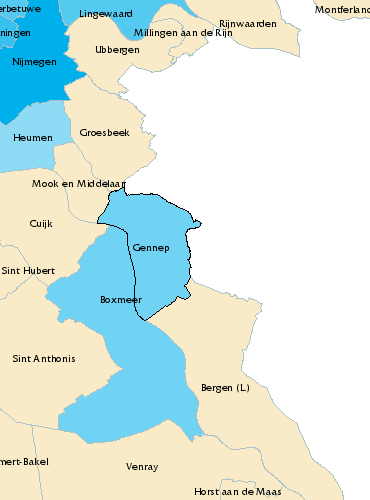 erbetuwe
Lingewaard
Montferland
Rijnwaarden
Millingen aan de Rijn
ningen
Ubbergen
Nijmegen
Groesbeek
Heumen
Mook en Middelaar
Cuijk
Gennep
Sint Hubert
Boxmeer
Sint Anthonis
Bergen (L.)
mert-Bakel
Venray
Horst aan de Maas